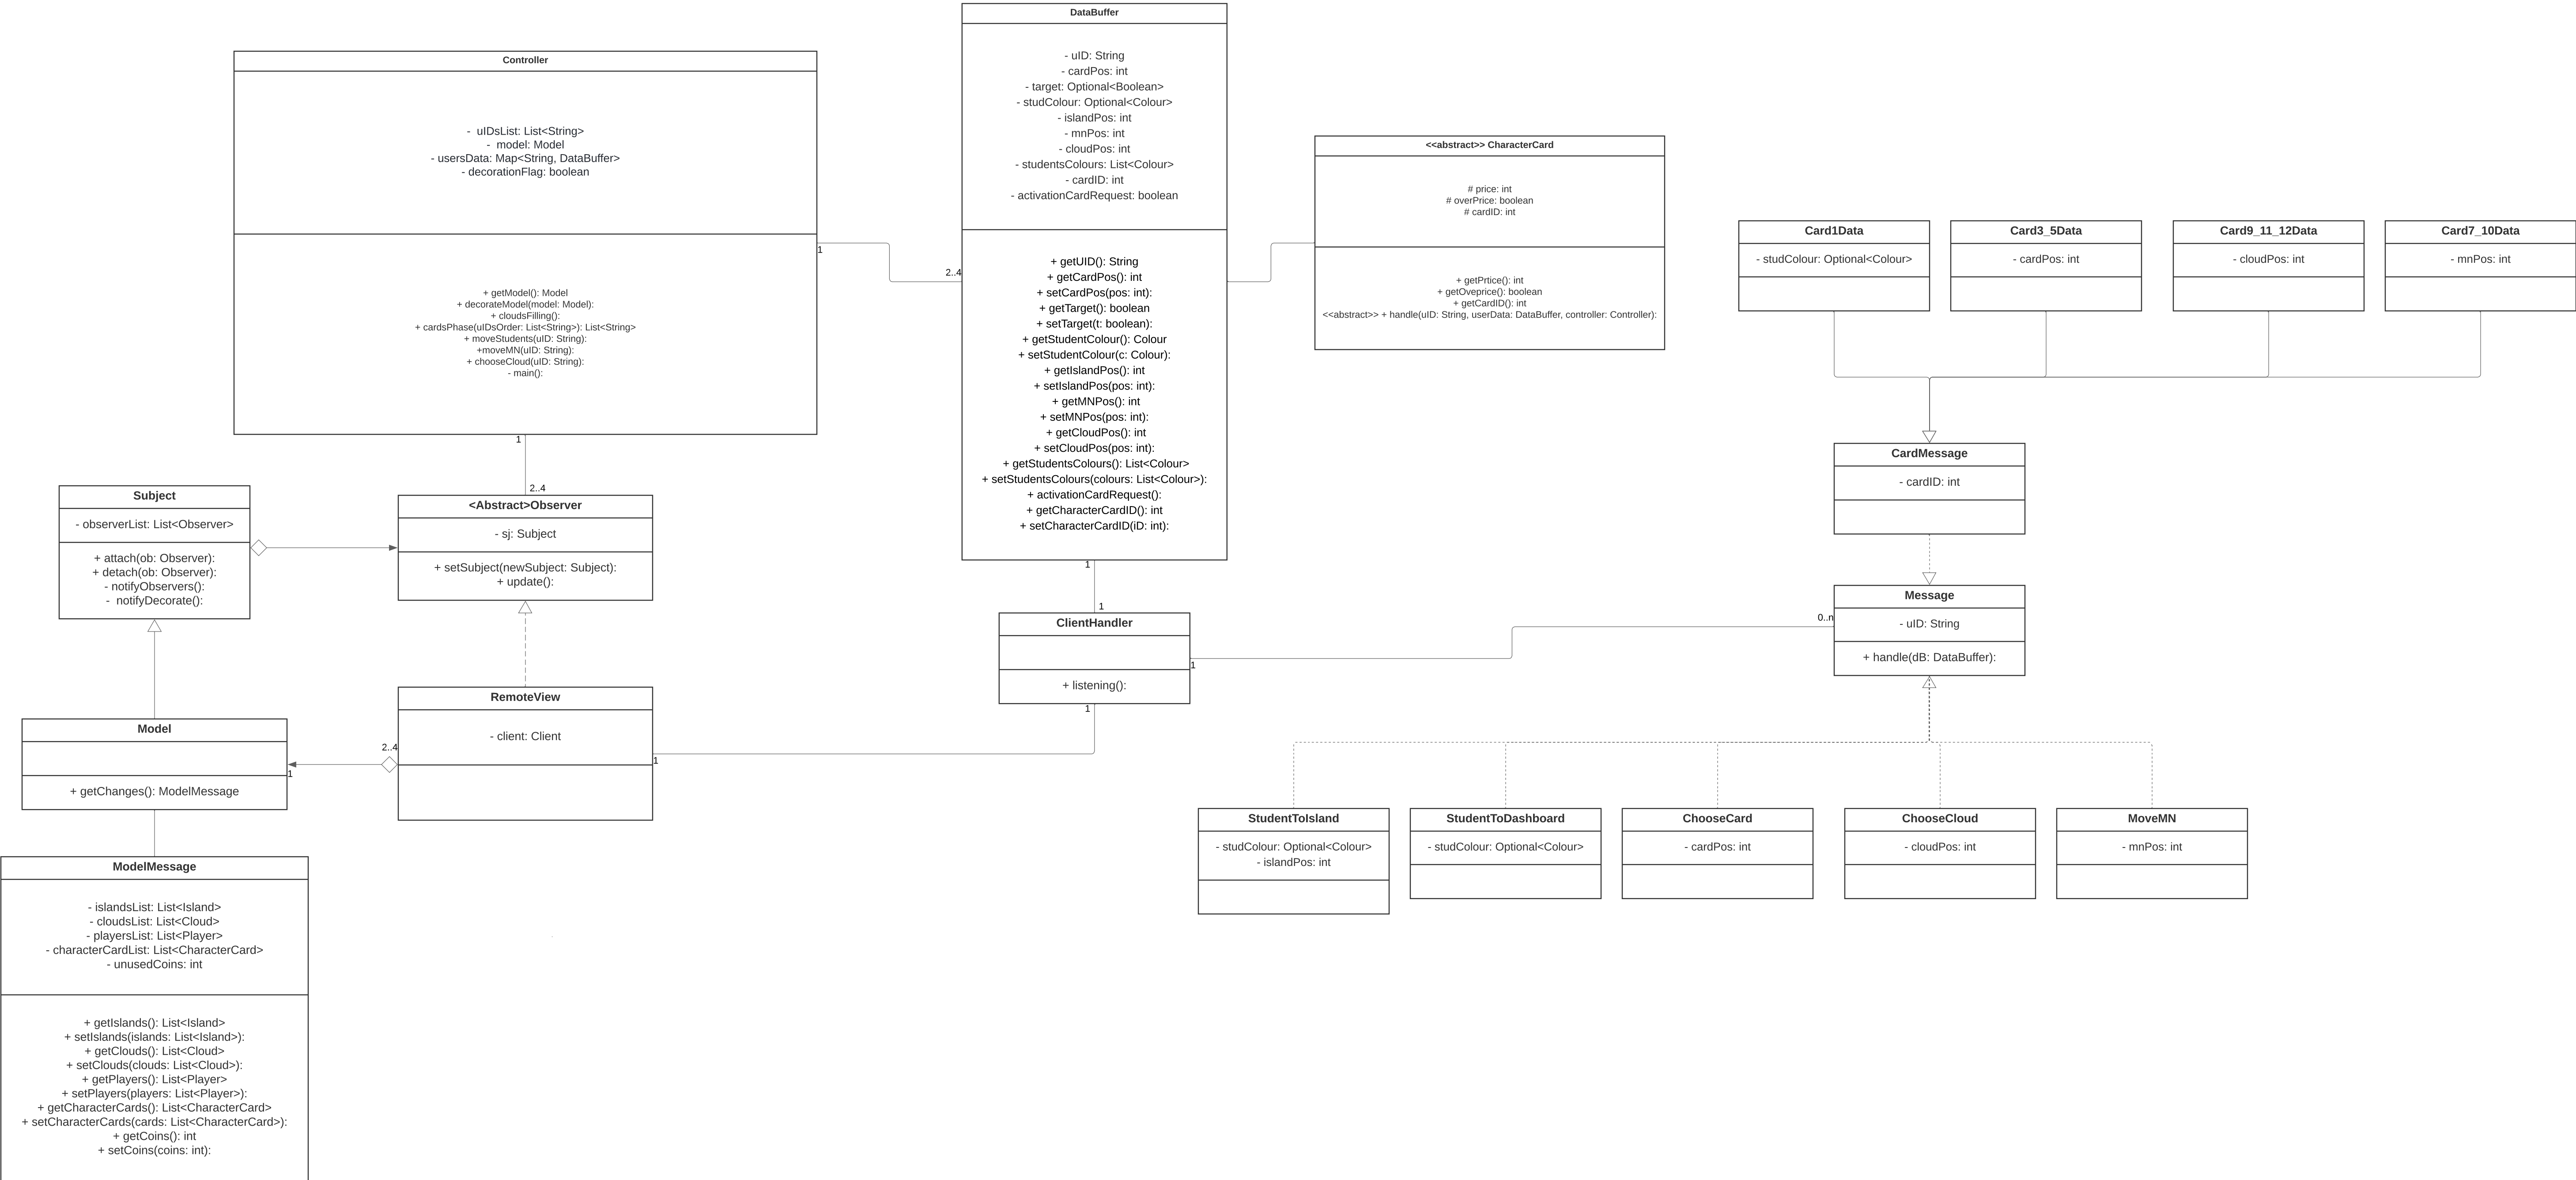 Controller
-  uIDsList: List<String>
-  model: Model
- usersData: Map<String, DataBuffer>
- decorationFlag: boolean
+ getModel(): Model
+ decorateModel(model: Model):
+ cloudsFilling():
+ cardsPhase(uIDsOrder: List<String>): List<String>
+ moveStudents(uID: String):
+moveMN(uID: String):
+ chooseCloud(uID: String):
- main():
1
1
2..4
2..4
DataBuffer
- uID: String
- cardPos: int
- target: Optional<Boolean>
- studColour: Optional<Colour>
- islandPos: int
- mnPos: int
- cloudPos: int
- studentsColours: List<Colour>
- cardID: int
- activationCardRequest: boolean
+ getUID(): String
+ getCardPos(): int
+ setCardPos(pos: int):
+ getTarget(): boolean
+ setTarget(t: boolean):
+ getStudentColour(): Colour
+ setStudentColour(c: Colour):
+ getIslandPos(): int
+ setIslandPos(pos: int):
+ getMNPos(): int
+ setMNPos(pos: int):
+ getCloudPos(): int
+ setCloudPos(pos: int):
+ getStudentsColours(): List<Colour>
+ setStudentsColours(colours: List<Colour>):
+ activationCardRequest():
+ getCharacterCardID(): int
+ setCharacterCardID(iD: int):
1
1
<<abstract>> CharacterCard
# price: int
# overPrice: boolean
# cardID: int
+ getPrtice(): int
+ getOveprice(): boolean
+ getCardID(): int
<<abstract>> + handle(uID: String, userData: DataBuffer, controller: Controller):
Card1Data
- studColour: Optional<Colour>
Card3_5Data
- cardPos: int
Card9_11_12Data
- cloudPos: int
Card7_10Data
- mnPos: int
CardMessage
- cardID: int
Subject
- observerList: List<Observer>
+ attach(ob: Observer):
+ detach(ob: Observer):
- notifyObservers():
-  notifyDecorate():
<Abstract>Observer
- sj: Subject
+ setSubject(newSubject: Subject):
+ update():
ClientHandler
+ listening():
1
1
0..n
Message
- uID: String
+ handle(dB: DataBuffer):
RemoteView
- client: Client
2..4
1
1
Model
+ getChanges(): ModelMessage
StudentToIsland
- studColour: Optional<Colour>
- islandPos: int
StudentToDashboard
- studColour: Optional<Colour>
ChooseCard
- cardPos: int
ChooseCloud
- cloudPos: int
MoveMN
- mnPos: int
ModelMessage
- islandsList: List<Island>
- cloudsList: List<Cloud>
- playersList: List<Player>
- characterCardList: List<CharacterCard>
- unusedCoins: int
+ getIslands(): List<Island>
+ setIslands(islands: List<Island>):
+ getClouds(): List<Cloud>
+ setClouds(clouds: List<Cloud>):
+ getPlayers(): List<Player>
+ setPlayers(players: List<Player>):
+ getCharacterCards(): List<CharacterCard>
+ setCharacterCards(cards: List<CharacterCard>):
+ getCoins(): int
+ setCoins(coins: int):